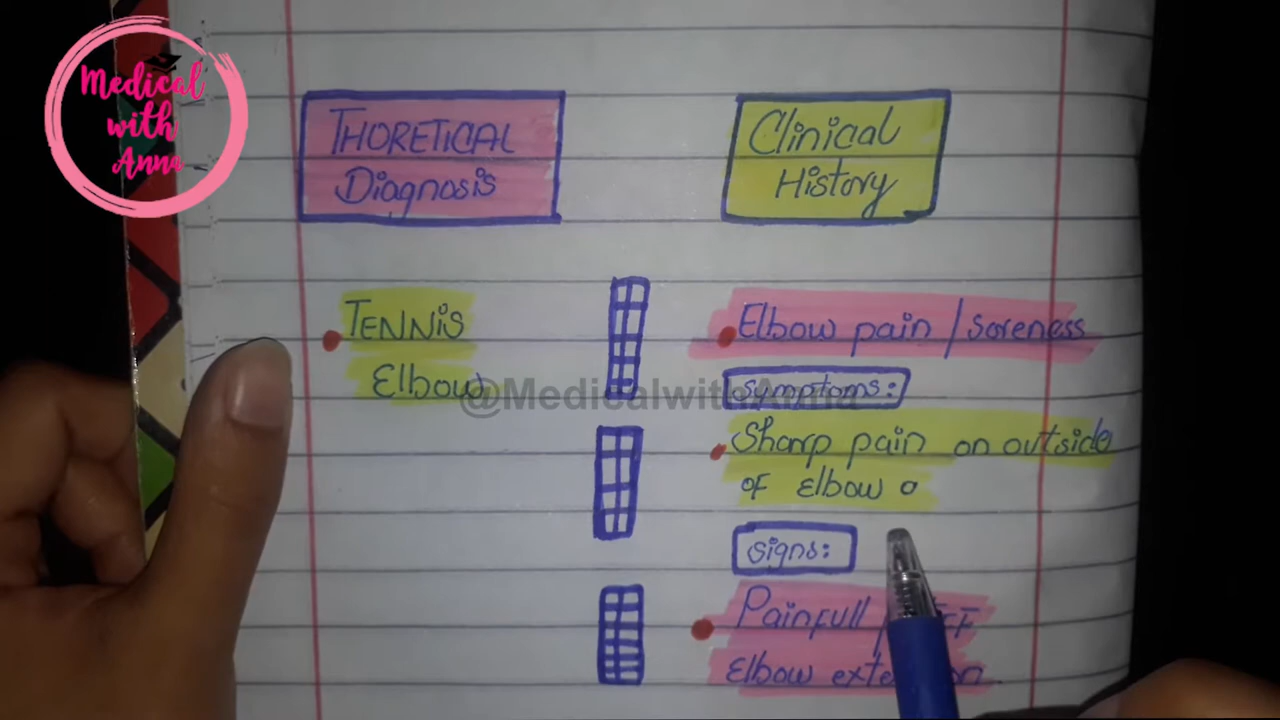 Medical
with
Anna
THORETICAL
Diagnosis
Clinical
History
TENNIS
Elbow
Elbow pain / soreness
@MedicalwithAnna
symptoms:
Sharp pain on outside
of elbow
signs:
Painfull
Elbow